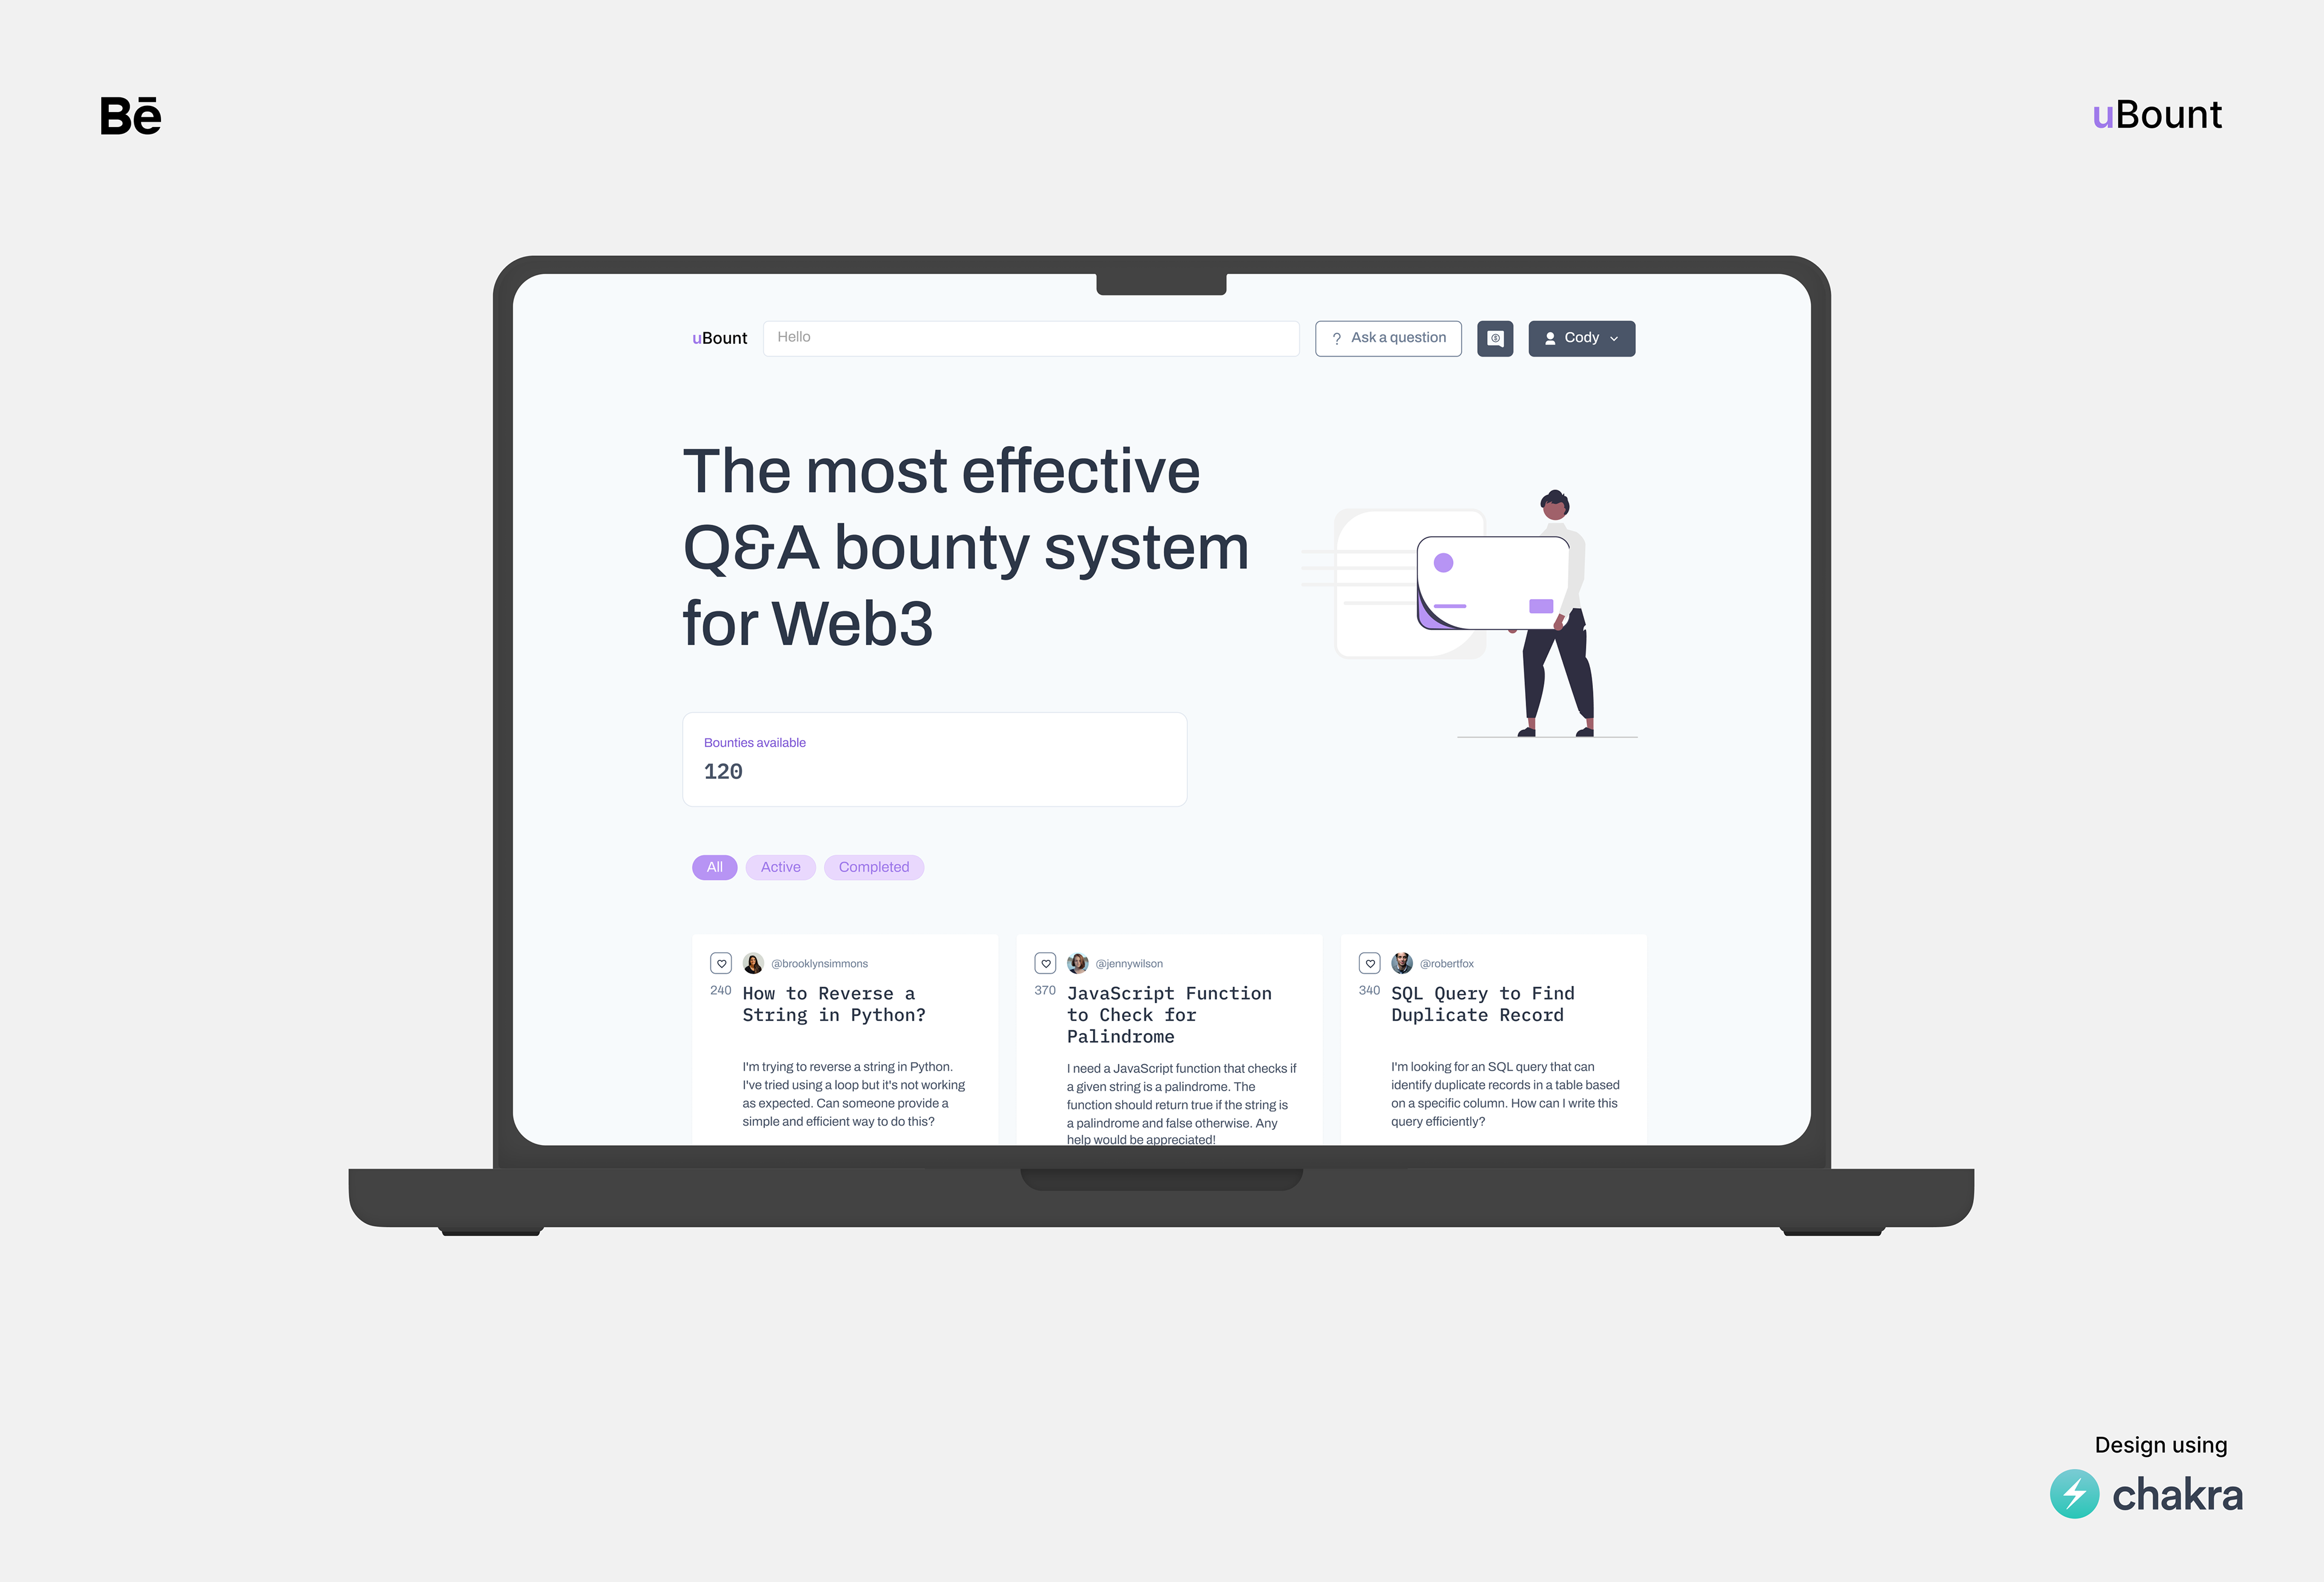 Bē
uBount
uBount
Hello
? Ask a question
Cody
The most effective
Q&A bounty system
for Web3
Bounties available
120
All Active Completed
@brooklynsimmons
240
How to Reverse a
String in Python?
I'm trying to reverse a string in Python.
I've tried using a loop but it's not working
as expected. Can someone provide a
simple and efficient way to do this?
@jennywilson
370
JavaScript Function
to Check for
Palindrome
I need a JavaScript function that checks if
a given string is a palindrome. The
function should return true if the string is
a palindrome and false otherwise. Any
help would be appreciated!
@robertfox
340
SQL Query to Find
Duplicate Record
I'm looking for an SQL query that can
identify duplicate records in a table based
on a specific column. How can I write this
query efficiently?
Design using
chakra